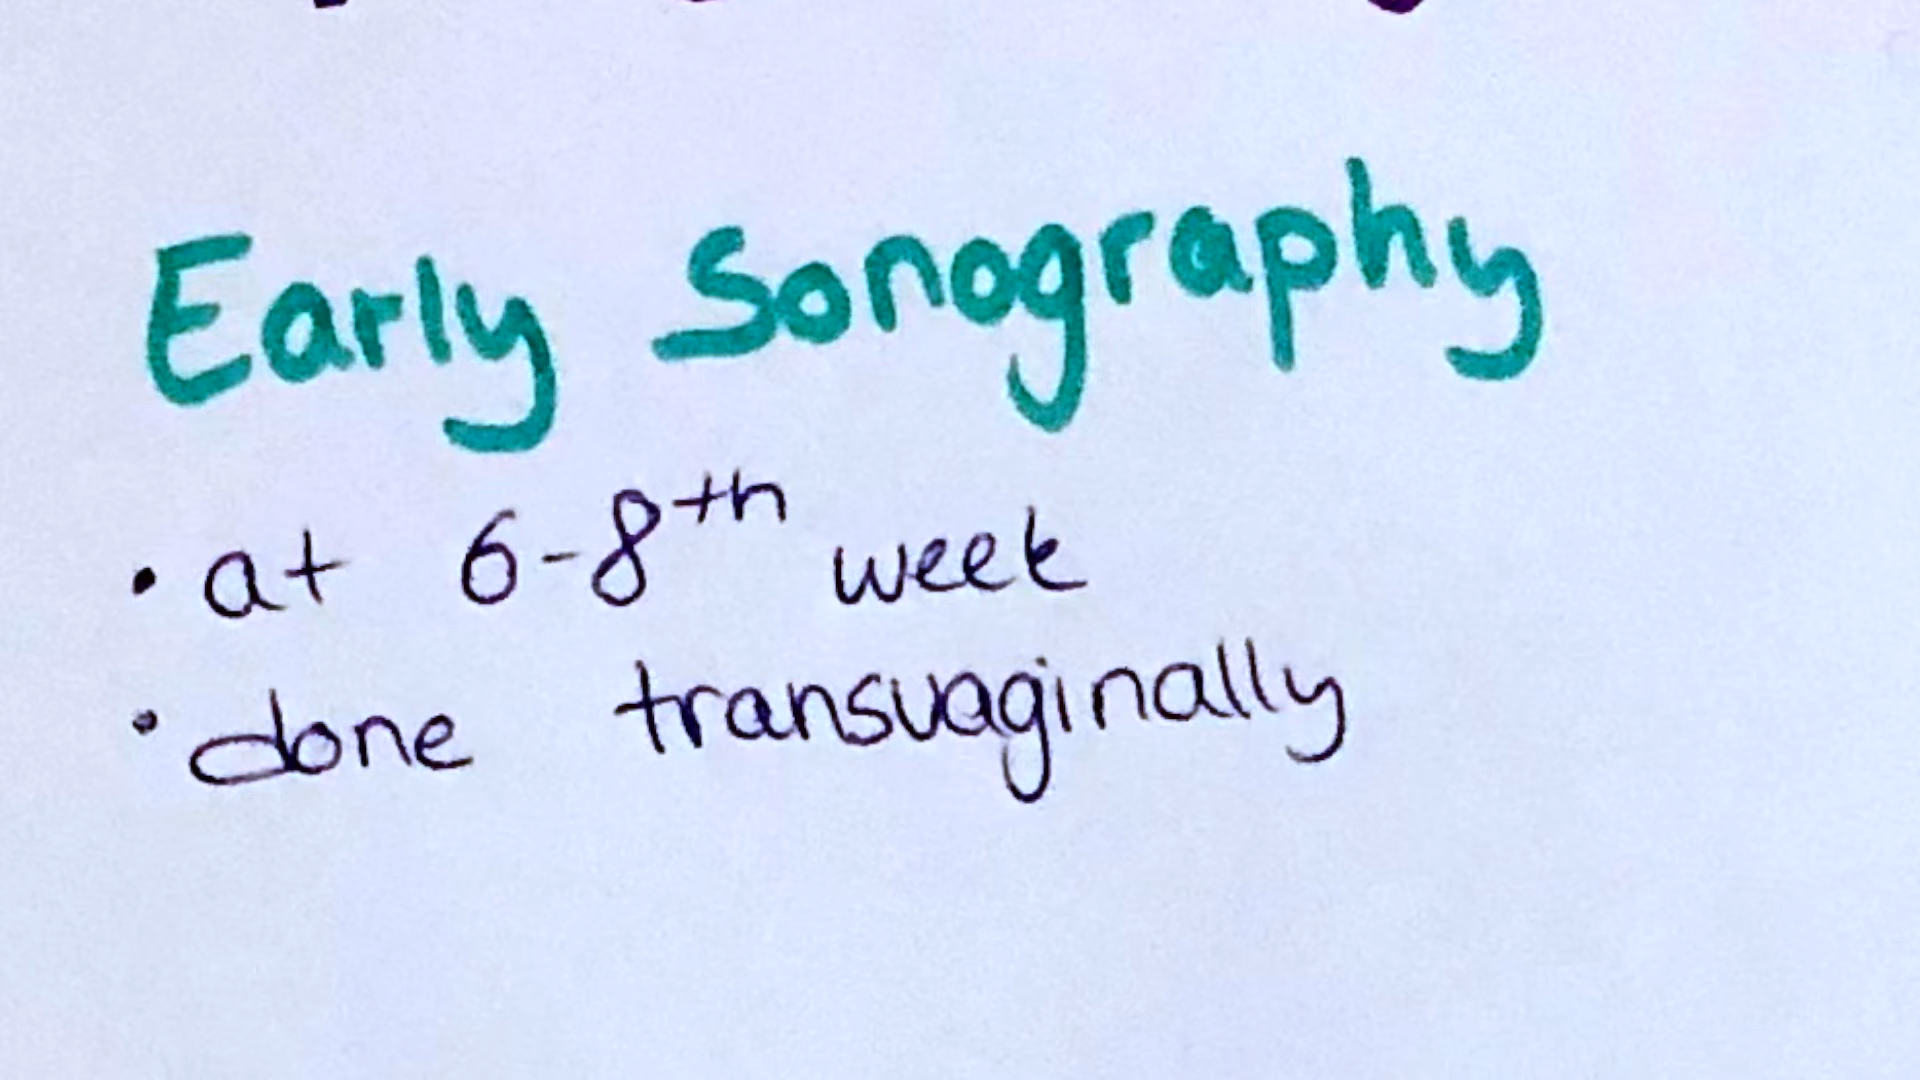 Early Sonography
• at 6-8th week
• done transvaginally